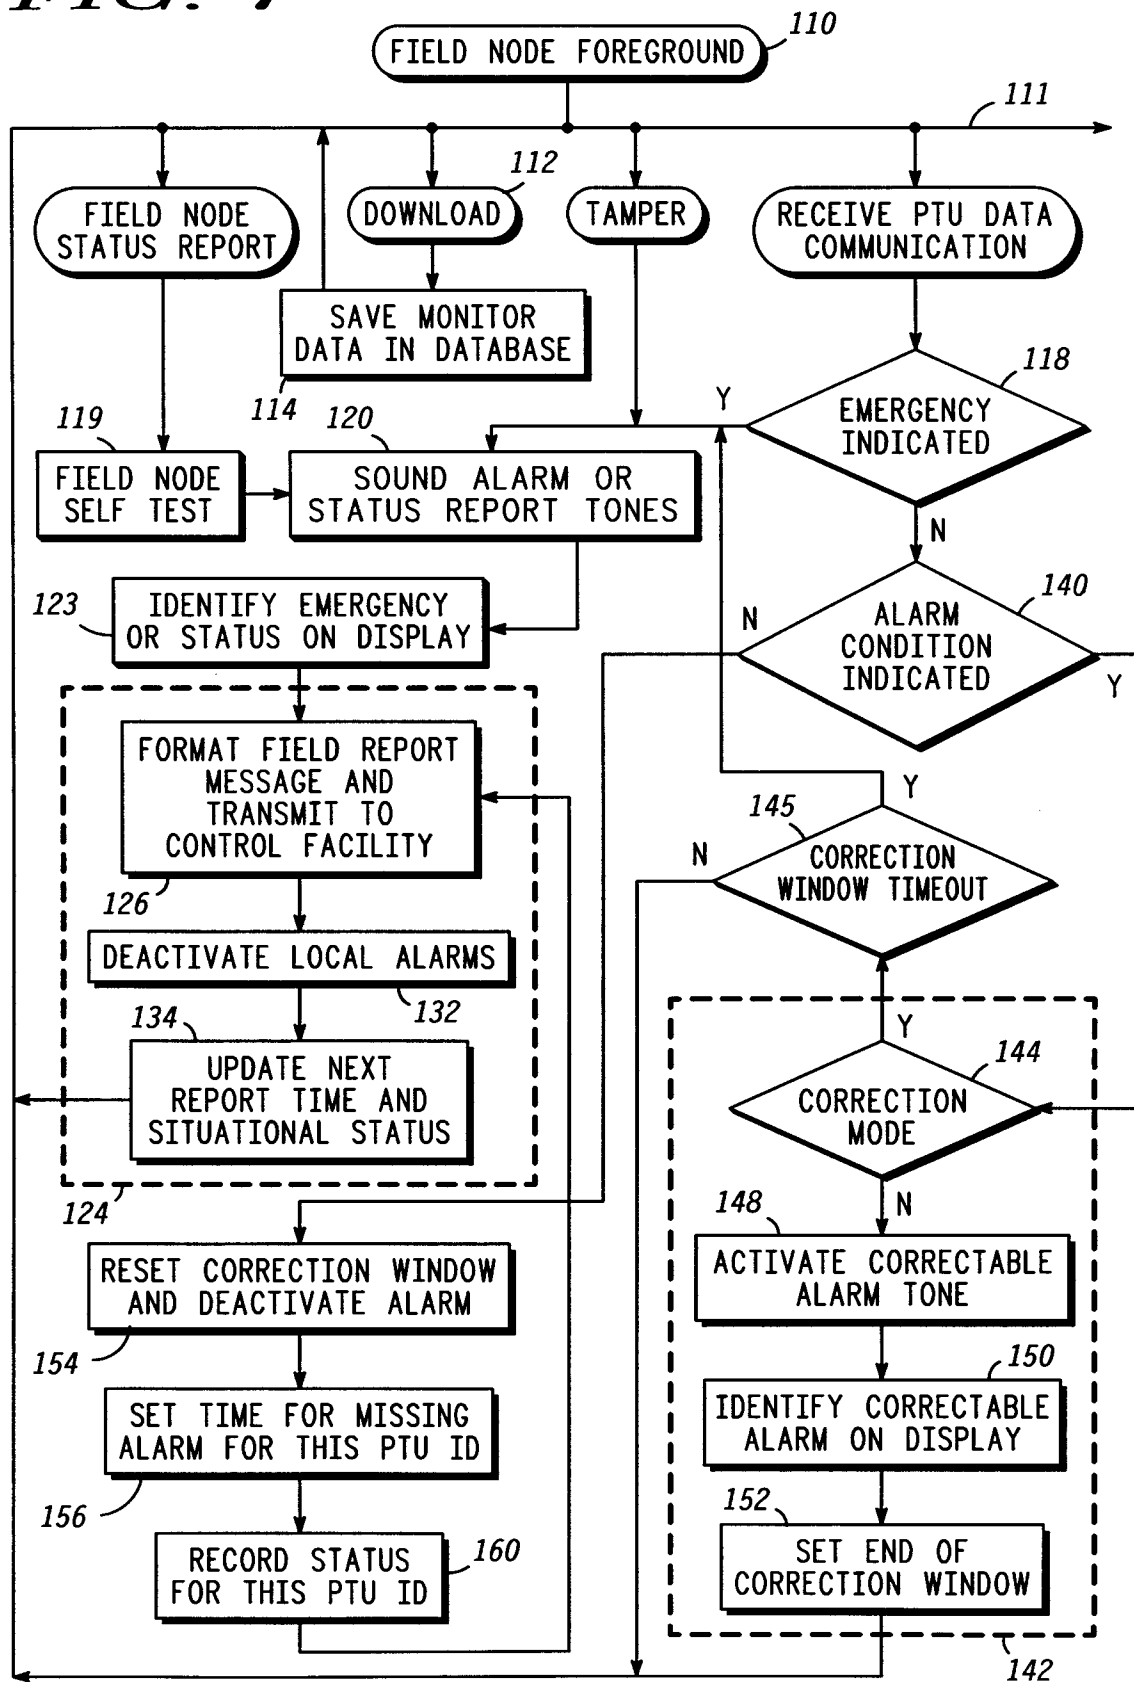 FIG. 7
FIELD NODE FOREGROUND
110
111
112
FIELD NODE
STATUS REPORT
DOWNLOAD
TAMPER
RECEIVE PTU DATA
COMMUNICATION
SAVE MONITOR
DATA IN DATABASE
114
118
Y
EMERGENCY
INDICATED
N
119
FIELD NODE
SELF TEST
120
SOUND ALARM OR
STATUS REPORT TONES
123
IDENTIFY EMERGENCY
OR STATUS ON DISPLAY
140
N
ALARM
CONDITION
INDICATED
Y
FORMAT FIELD REPORT
MESSAGE AND
TRANSMIT TO
CONTROL FACILITY
126
Y
145
N
CORRECTION
WINDOW TIMEOUT
DEACTIVATE LOCAL ALARMS
132
134
UPDATE NEXT
REPORT TIME AND
SITUATIONAL STATUS
124
Y
144
CORRECTION
MODE
N
148
ACTIVATE CORRECTABLE
ALARM TONE
RESET CORRECTION WINDOW
AND DEACTIVATE ALARM
154
150
IDENTIFY CORRECTABLE
ALARM ON DISPLAY
SET TIME FOR MISSING
ALARM FOR THIS PTU ID
156
152
SET END OF
CORRECTION WINDOW
RECORD STATUS
FOR THIS PTU ID
160
142